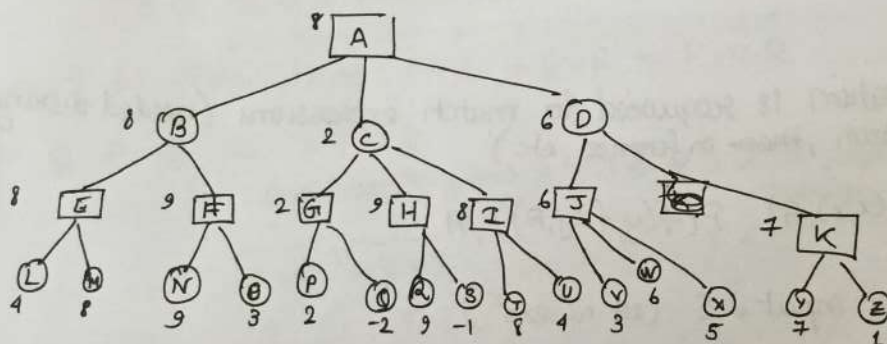 8 A
8 B 2 C 6 D
8 E 9 F 2 G 9 H 8 I 6 J 7 K
L M N O P Q R S T U V W X Y Z
4 8 9 3 2 -2 9 -1 8 4 3 6 5 7 1